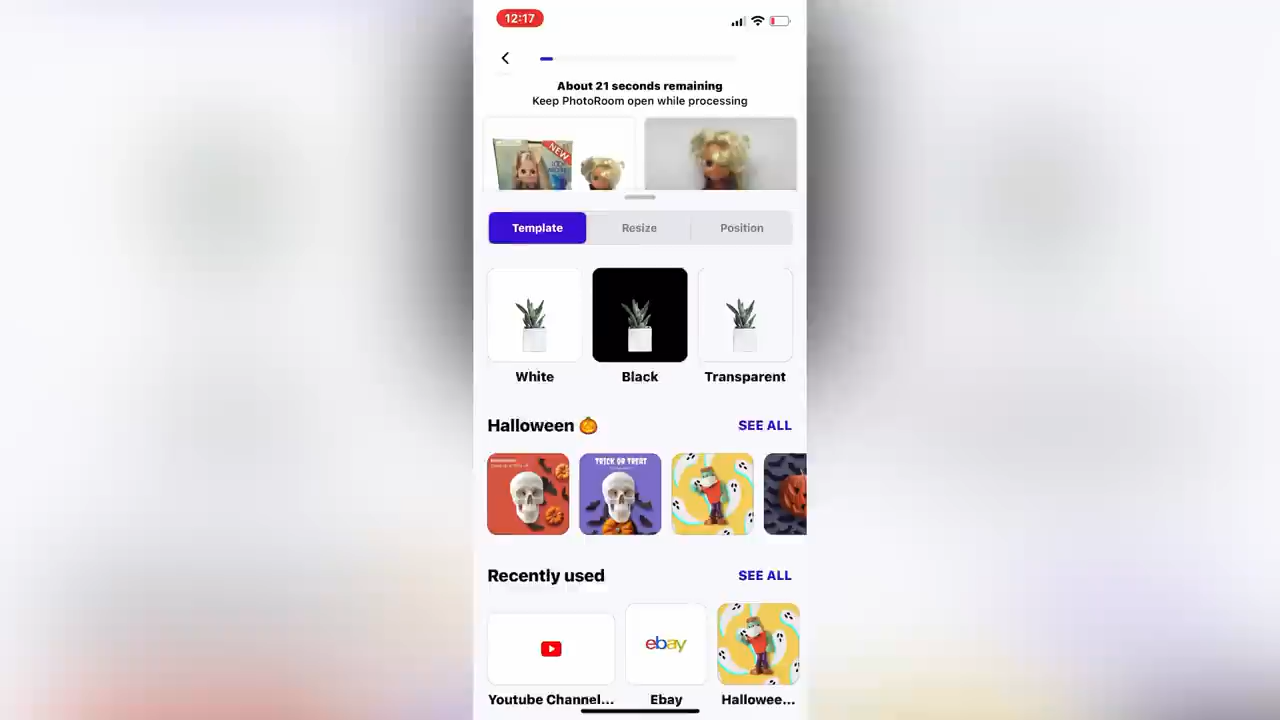 12:17
About 21 seconds remaining
Keep PhotoRoom open while processing
NEW
Template Resize Position
White Black Transparent
Halloween 🎃 SEE ALL
TRICK OR TREAT
Recently used SEE ALL
ebay
Youtube Channel... Ebay Hallowee...